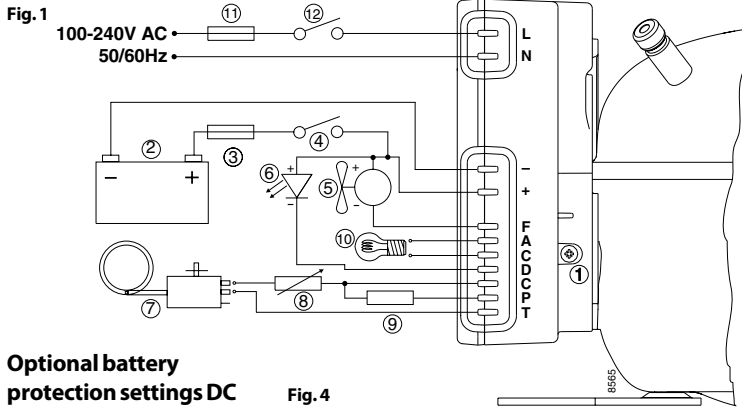 Fig. 1
11
12
100-240V AC
L
50/60Hz
N
2
3
4
−
+
−
+
6
+
−
5
+
−
F
10
A
C
1
D
7
8
C
9
P
T
8565
Optional battery
protection settings DC
Fig. 4